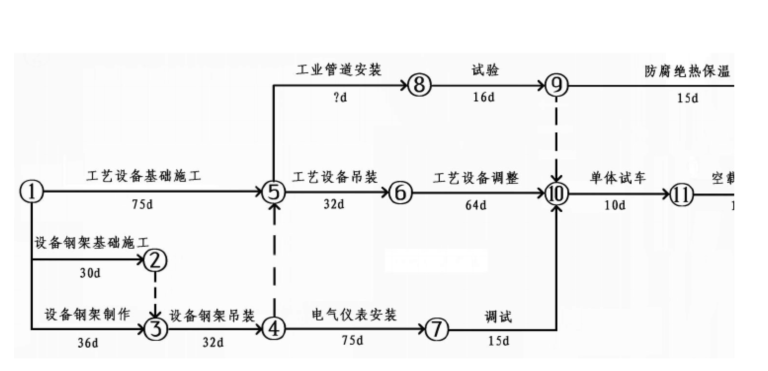 工业管道安装 试验 防腐绝热保温
⑧ ⑨
?d 16d 15d
工艺设备基础施工 工艺设备吊装 工艺设备调整 单体试车 空
① ⑤ ⑥ ⑩ ⑪
75d 32d 64d 10d
设备钢架基础施工
②
30d
设备钢架制作 设备钢架吊装 电气仪表安装 调试
③ ④ ⑦
36d 32d 75d 15d